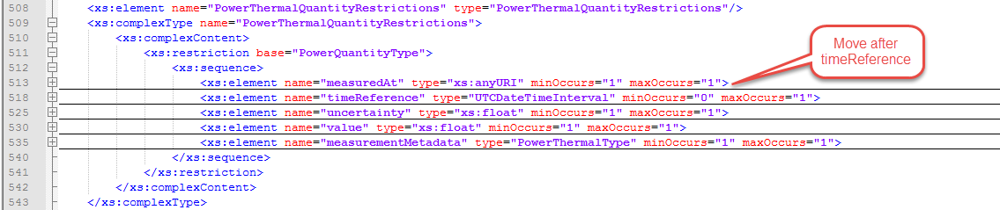 508 <xs:element name="PowerThermalQuantityRestrictions" type="PowerThermalQuantityRestrictions"/>
509 <xs:complexType name="PowerThermalQuantityRestrictions">
510 <xs:complexContent>
511 <xs:restriction base="PowerQuantityType">
512 <xs:sequence>
513 <xs:element name="measuredAt" type="xs:anyURI" minOccurs="1" maxOccurs="1">
518 <xs:element name="timeReference" type="UTCDateTimeInterval" minOccurs="0" maxOccurs="1">
525 <xs:element name="uncertainty" type="xs:float" minOccurs="1" maxOccurs="1">
530 <xs:element name="value" type="xs:float" minOccurs="1" maxOccurs="1">
535 <xs:element name="measurementMetadata" type="PowerThermalType" minOccurs="1" maxOccurs="1">
540 </xs:sequence>
541 </xs:restriction>
542 </xs:complexContent>
543 </xs:complexType>
Move after
timeReference